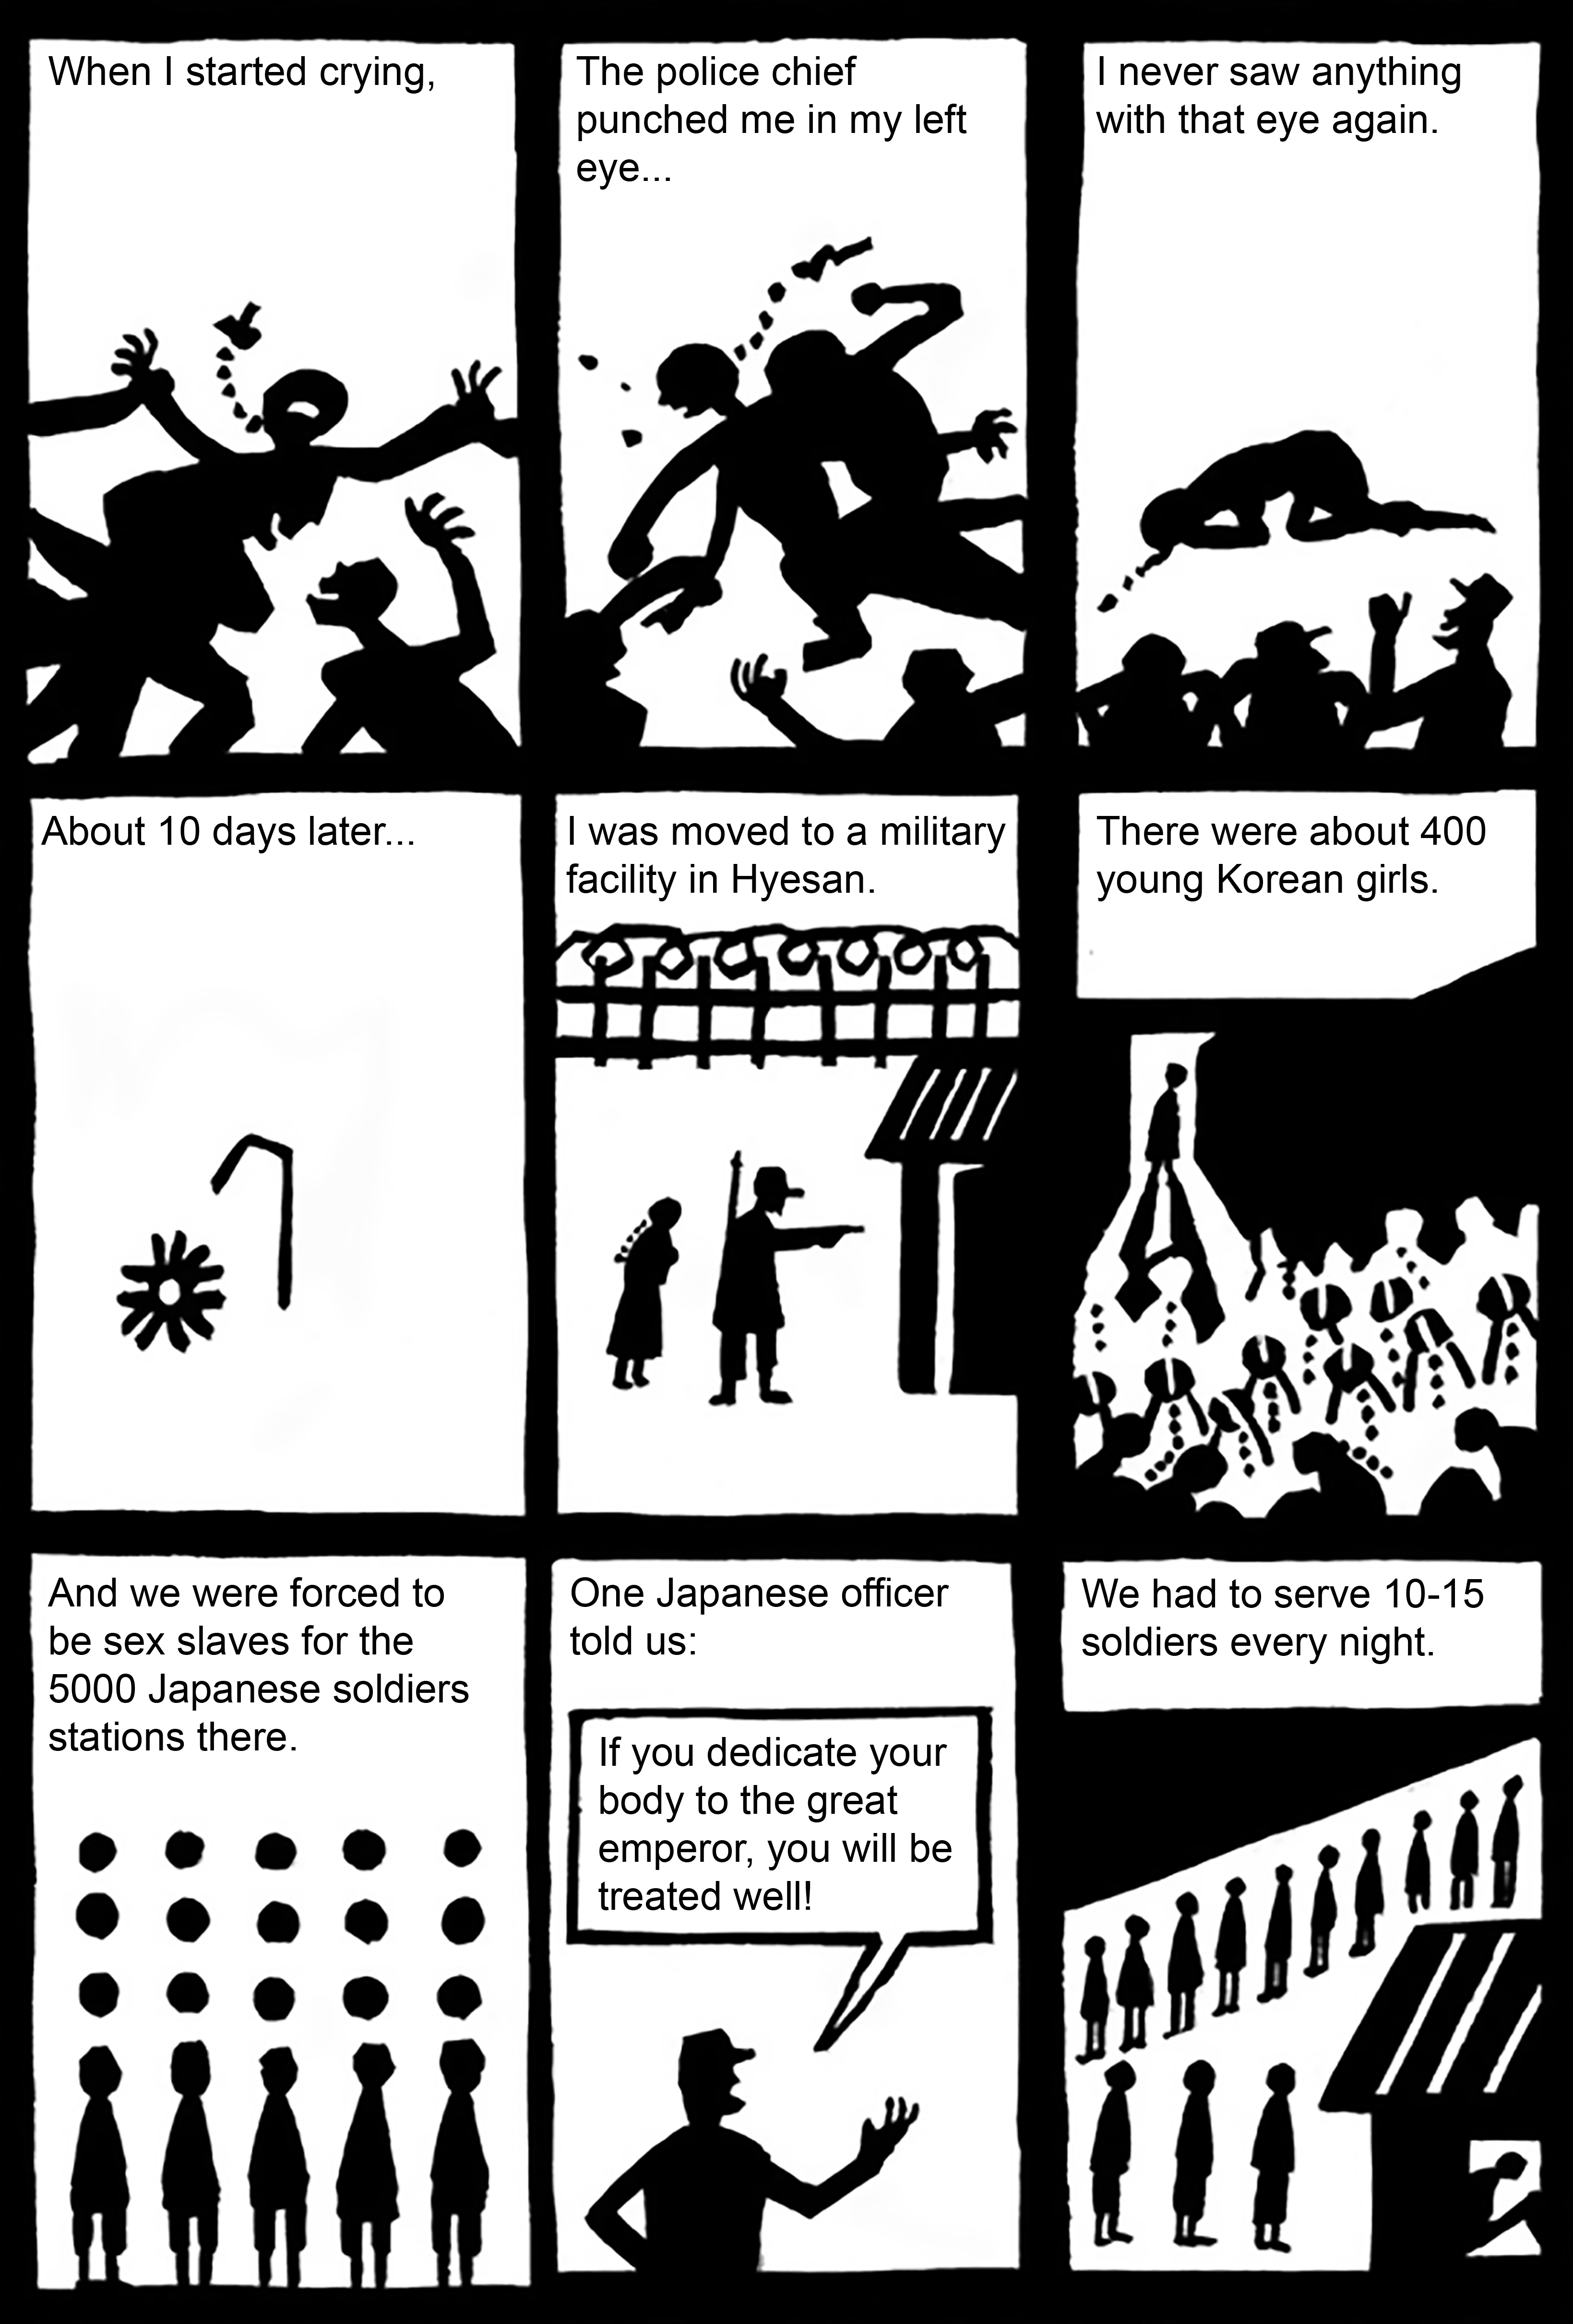 When I started crying,
The police chief
punched me in my left
eye...
I never saw anything
with that eye again.
About 10 days later...
I was moved to a military
facility in Hyesan.
There were about 400
young Korean girls.
And we were forced to
be sex slaves for the
5000 Japanese soldiers
stations there.
One Japanese officer
told us:
If you dedicate your
body to the great
emperor, you will be
treated well!
We had to serve 10-15
soldiers every night.